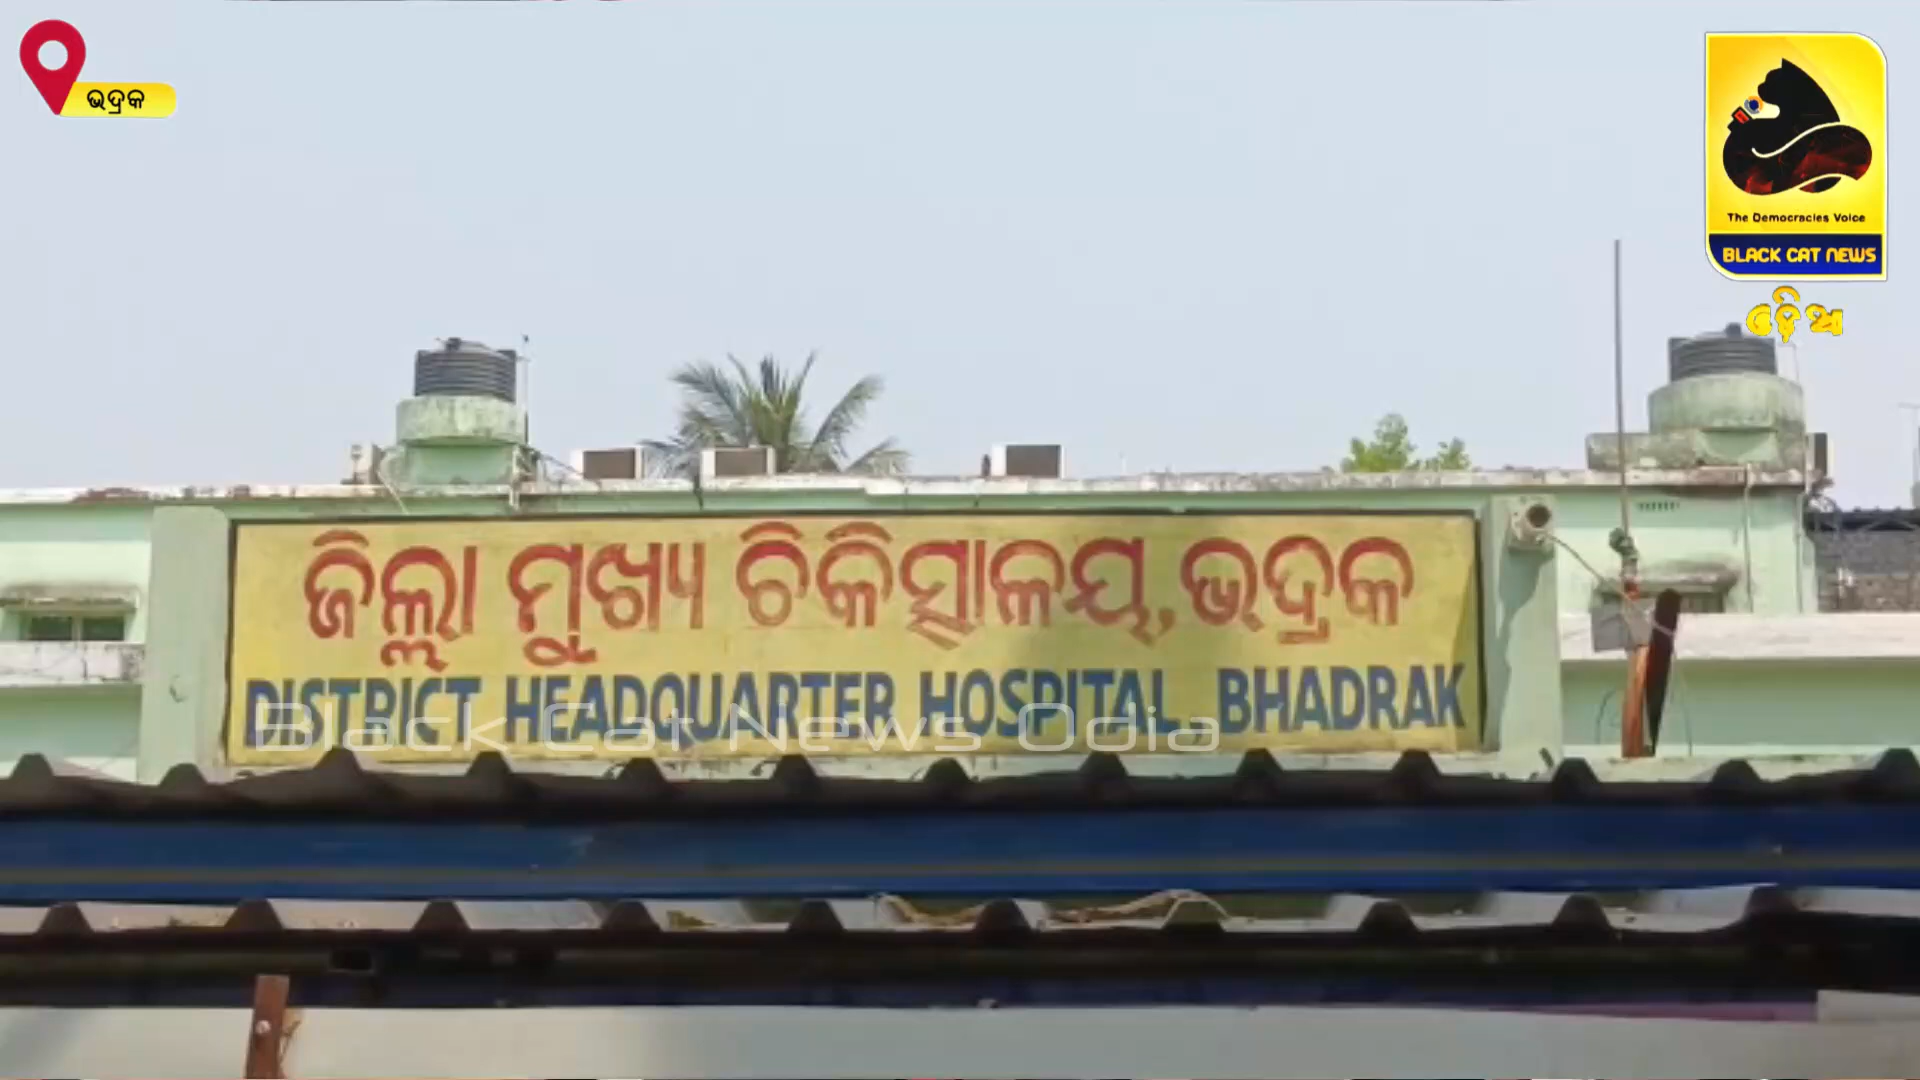 ଭଦ୍ରକ
The Democracies Voice
BLACK CAT NEWS
ଓଡ଼ିଆ
ଜିଲ୍ଲା ମୁଖ୍ୟ ଚିକିତ୍ସାଳୟ, ଭଦ୍ରକ
DISTRICT HEADQUARTER HOSPITAL BHADRAK
Black Cat News Odia